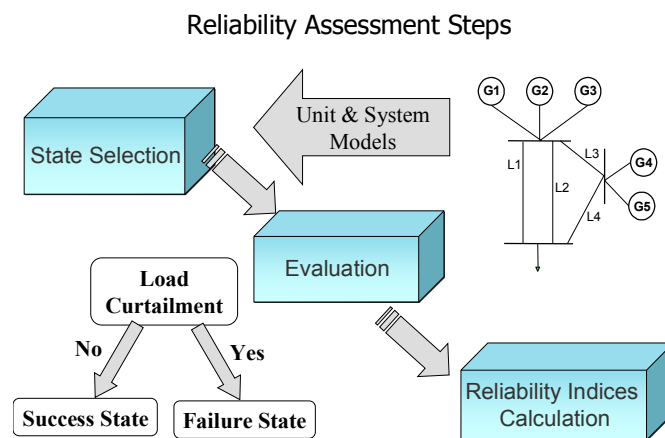 Reliability Assessment Steps
State Selection
Unit & System
Models
G1 G2 G3
L1
L2
L3
L4
G4
G5
Evaluation
Load
Curtailment
No
Yes
Success State
Failure State
Reliability Indices
Calculation